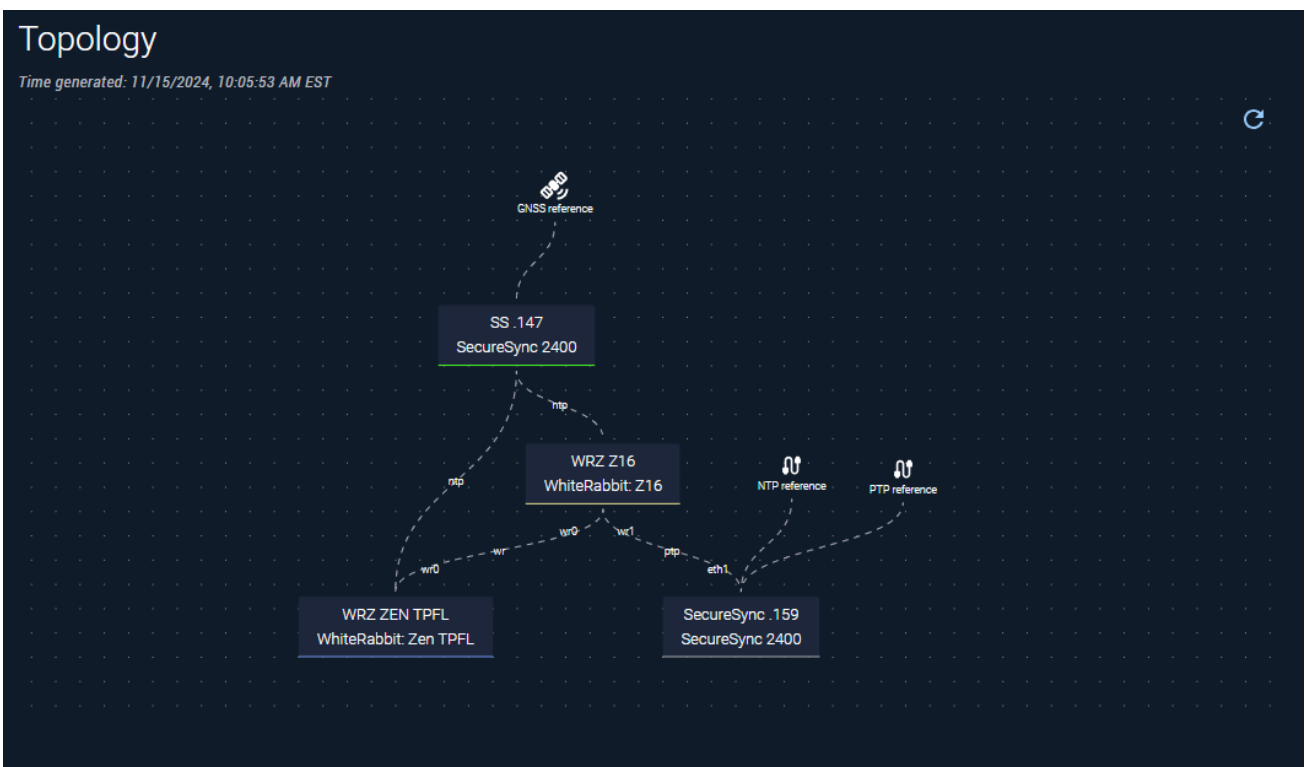 Topology
Time generated: 11/15/2024, 10:05:53 AM EST
GNSS reference
SS .147
SecureSync 2400
ntp
WRZ Z16
WhiteRabbit: Z16
NTP reference
PTP reference
ntp
wr0
wr1
wr
ptp
wr0
eth1
WRZ ZEN TPFL
WhiteRabbit: Zen TPFL
SecureSync .159
SecureSync 2400